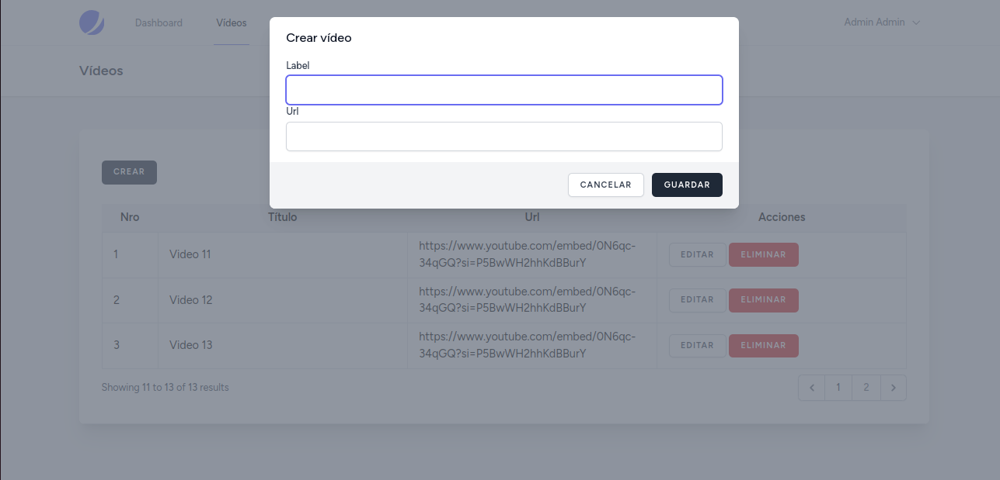 Dashboard
Vídeos
Admin Admin
Vídeos
Crear vídeo
Label
Url
CANCELAR
GUARDAR
CREAR
Nro
Título
Url
Acciones
1
Video 11
https://www.youtube.com/embed/0N6qc-
34qGQ?si=P5BwWH2hhKdBBurY
EDITAR
ELIMINAR
2
Video 12
https://www.youtube.com/embed/0N6qc-
34qGQ?si=P5BwWH2hhKdBBurY
EDITAR
ELIMINAR
3
Video 13
https://www.youtube.com/embed/0N6qc-
34qGQ?si=P5BwWH2hhKdBBurY
EDITAR
ELIMINAR
Showing 11 to 13 of 13 results
1
2